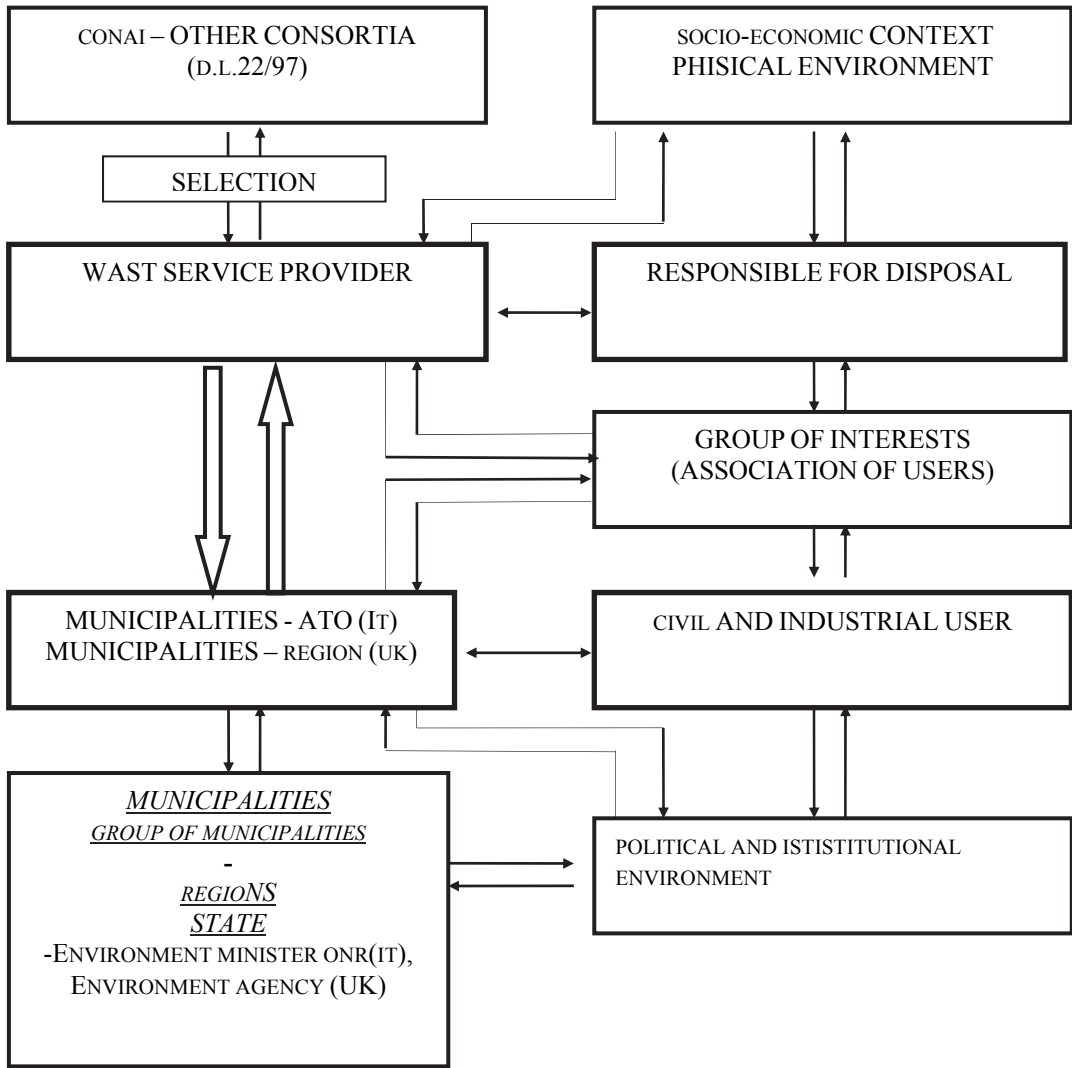 CONAI – OTHER CONSORTIA
(D.L.22/97)
SOCIO-ECONOMIC CONTEXT
PHISICAL ENVIRONMENT
SELECTION
WAST SERVICE PROVIDER
RESPONSIBLE FOR DISPOSAL
GROUP OF INTERESTS
(ASSOCIATION OF USERS)
MUNICIPALITIES - ATO (IT)
MUNICIPALITIES – REGION (UK)
CIVIL AND INDUSTRIAL USER
MUNICIPALITIES
GROUP OF MUNICIPALITIES
-
REGIONS
STATE
-ENVIRONMENT MINISTER ONR(IT),
ENVIRONMENT AGENCY (UK)
POLITICAL AND ISTISTITUTIONAL
ENVIRONMENT